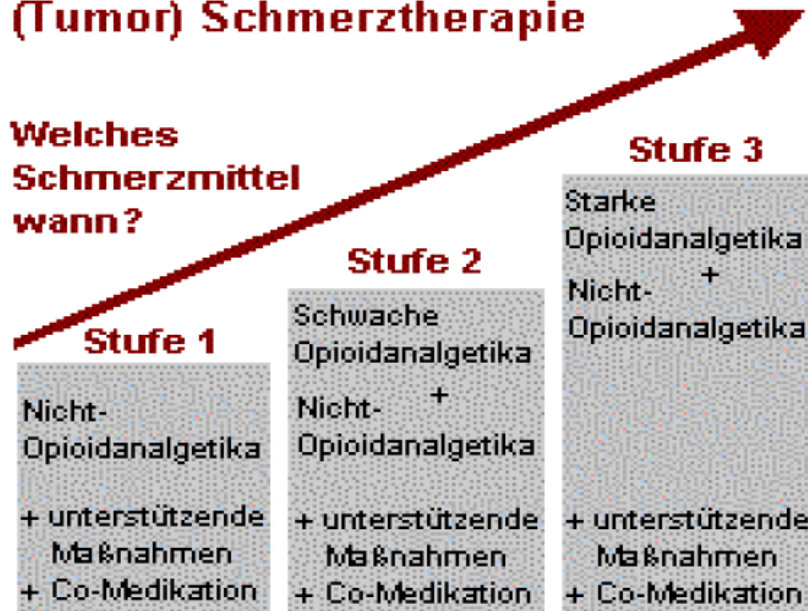 (Tumor) Schmerztherapie
Welches
Schmerzmittel
wann?
Stufe 1
Nicht-
Opioidanalgetika
+ unterstützende
Maßnahmen
+ Co-Medikation
Stufe 2
Schwache
Opioidanalgetika
+
Nicht-
Opioidanalgetika
+ unterstützende
Maßnahmen
+ Co-Medikation
Stufe 3
Starke
Opioidanalgetika
+
Nicht-
Opioidanalgetika
+ unterstützende
Maßnahmen
+ Co-Medikation